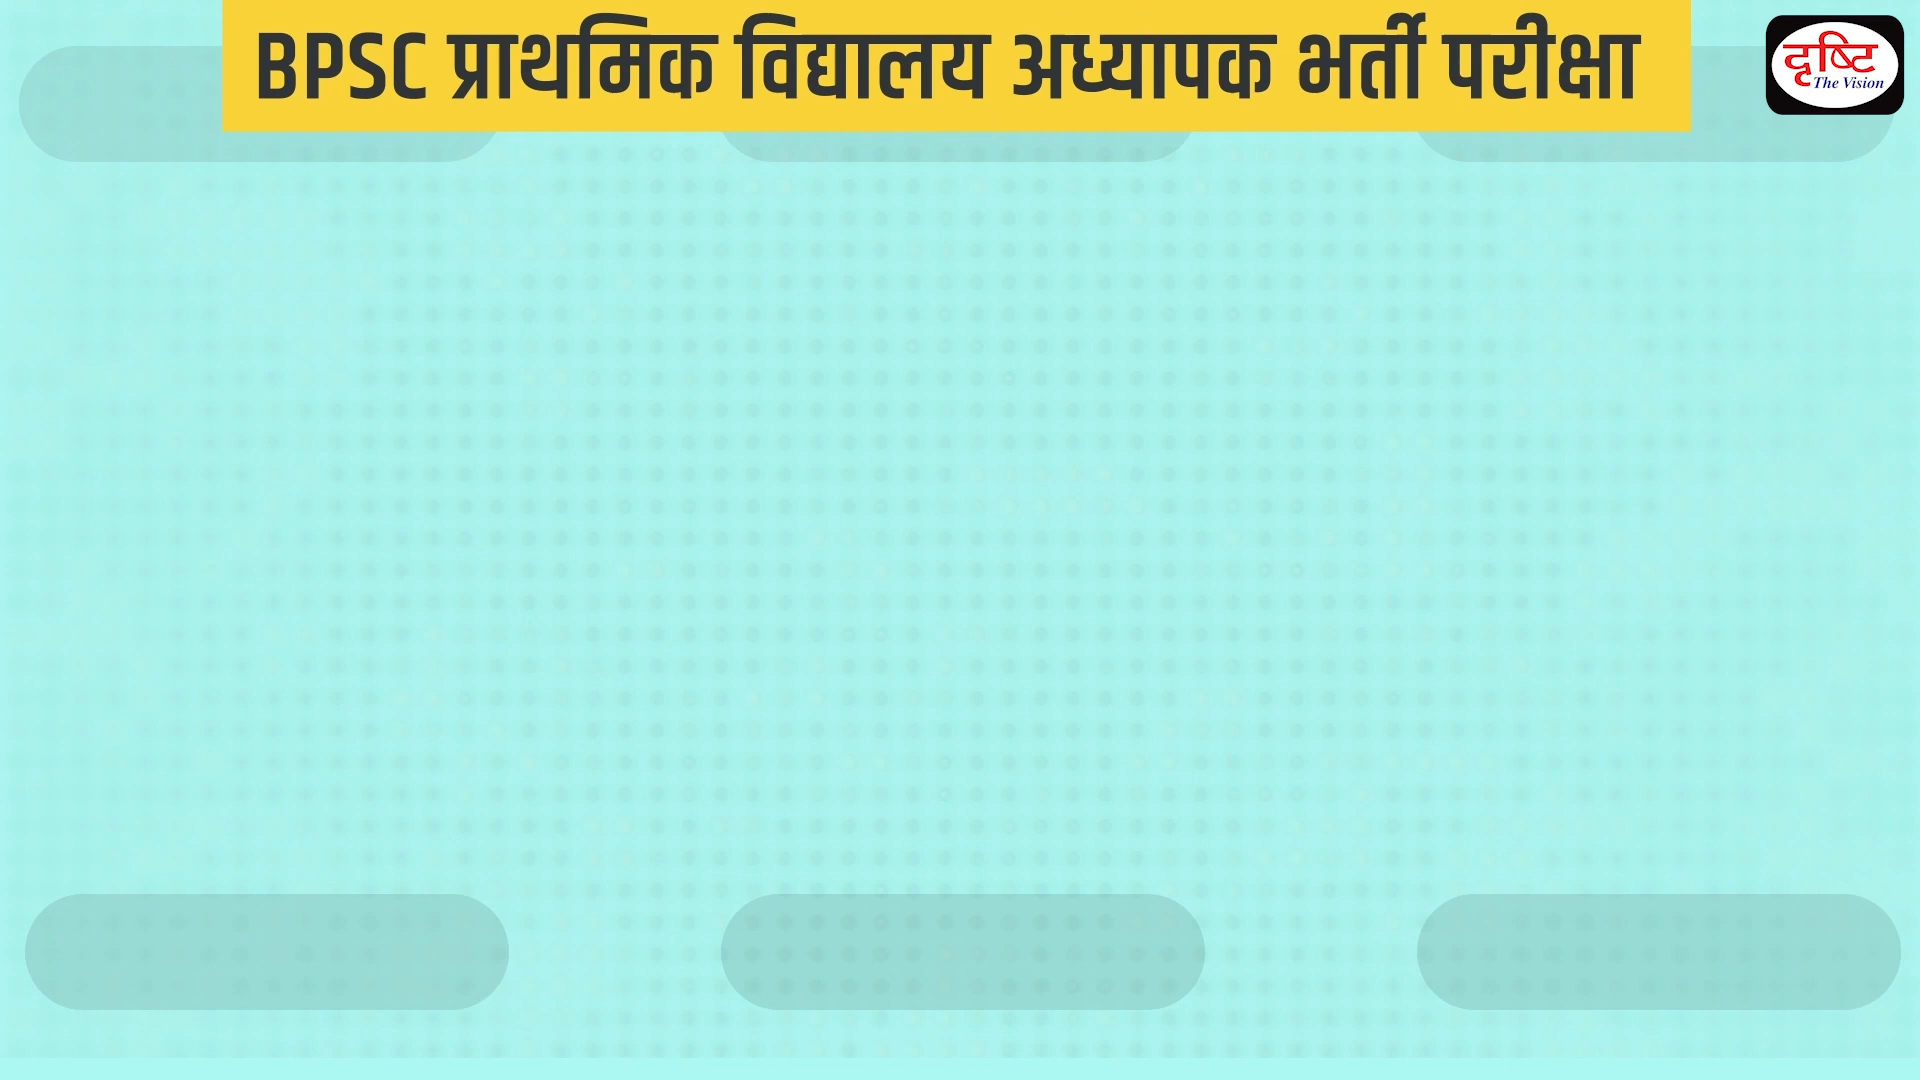 BPSC प्राथमिक विद्यालय अध्यापक भर्ती परीक्षा
दृष्टि
The Vision